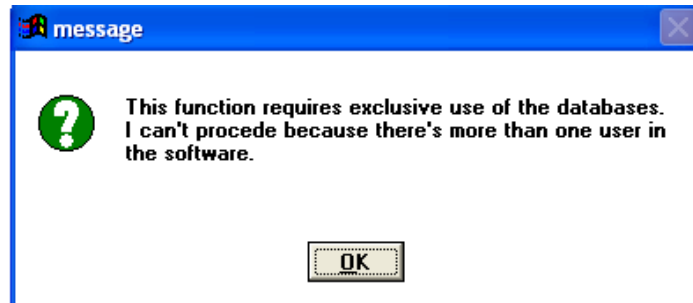 message
This function requires exclusive use of the databases.
I can't procede because there's more than one user in
the software.
OK